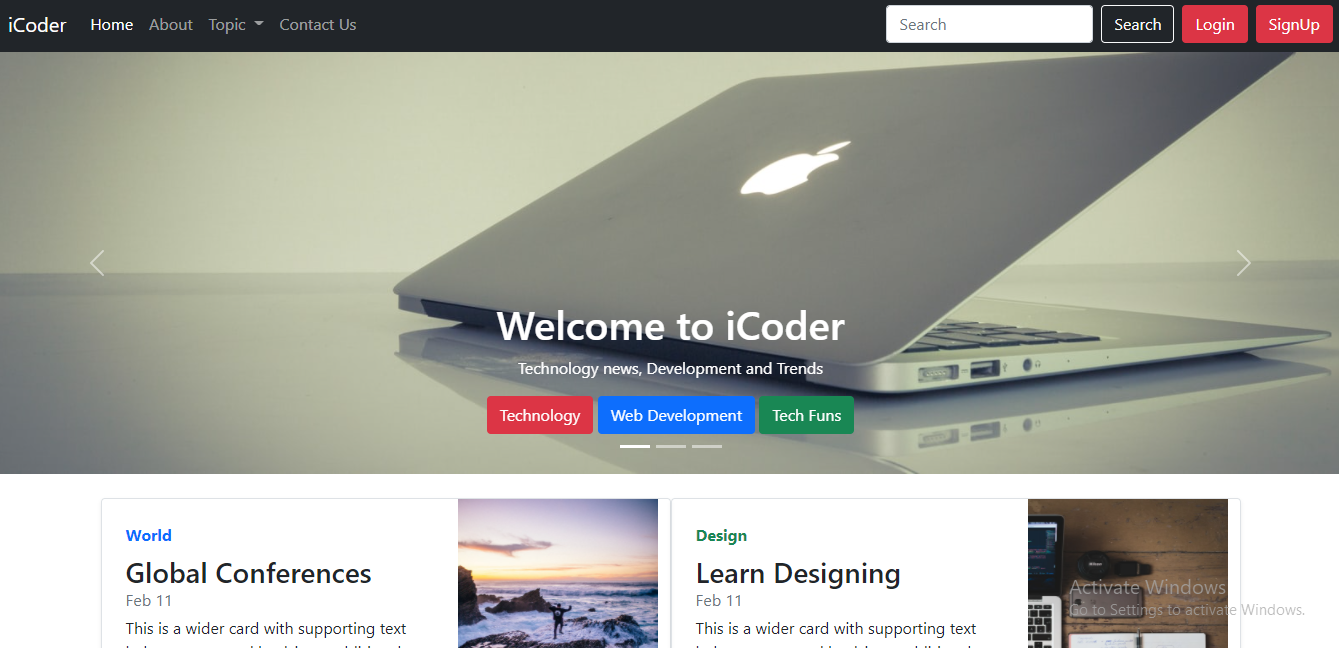 iCoder Home About Topic Contact Us Search Search Login SignUp
Welcome to iCoder
Technology news, Development and Trends
Technology Web Development Tech Funs
World
Global Conferences
Feb 11
This is a wider card with supporting text
Design
Learn Designing
Feb 11
This is a wider card with supporting text
Activate Windows
Go to Settings to activate Windows.